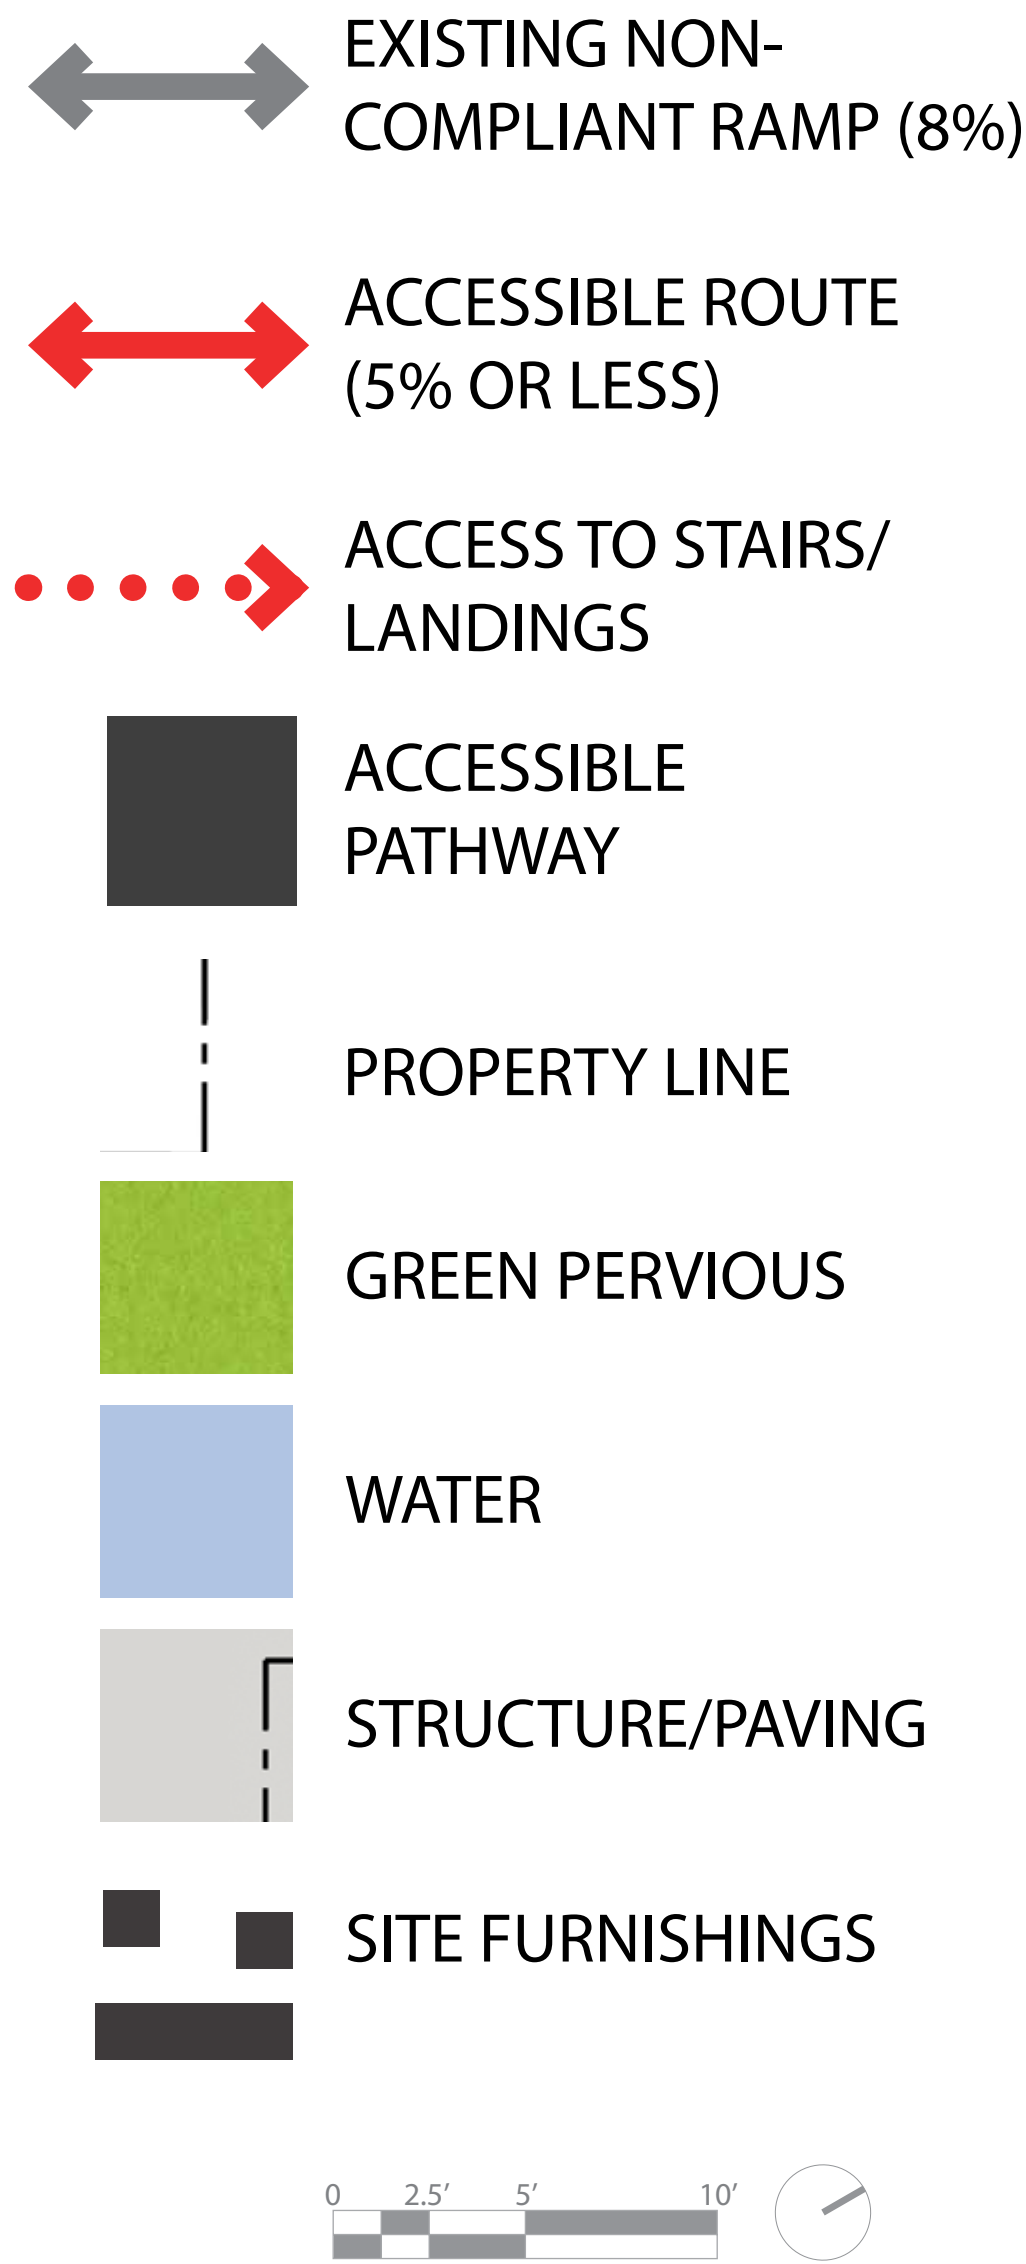 EXISTING NON-
COMPLIANT RAMP (8%)
ACCESSIBLE ROUTE
(5% OR LESS)
ACCESS TO STAIRS/
LANDINGS
ACCESSIBLE
PATHWAY
PROPERTY LINE
GREEN PERVIOUS
WATER
STRUCTURE/PAVING
SITE FURNISHINGS
0 2.5’ 5’ 10’